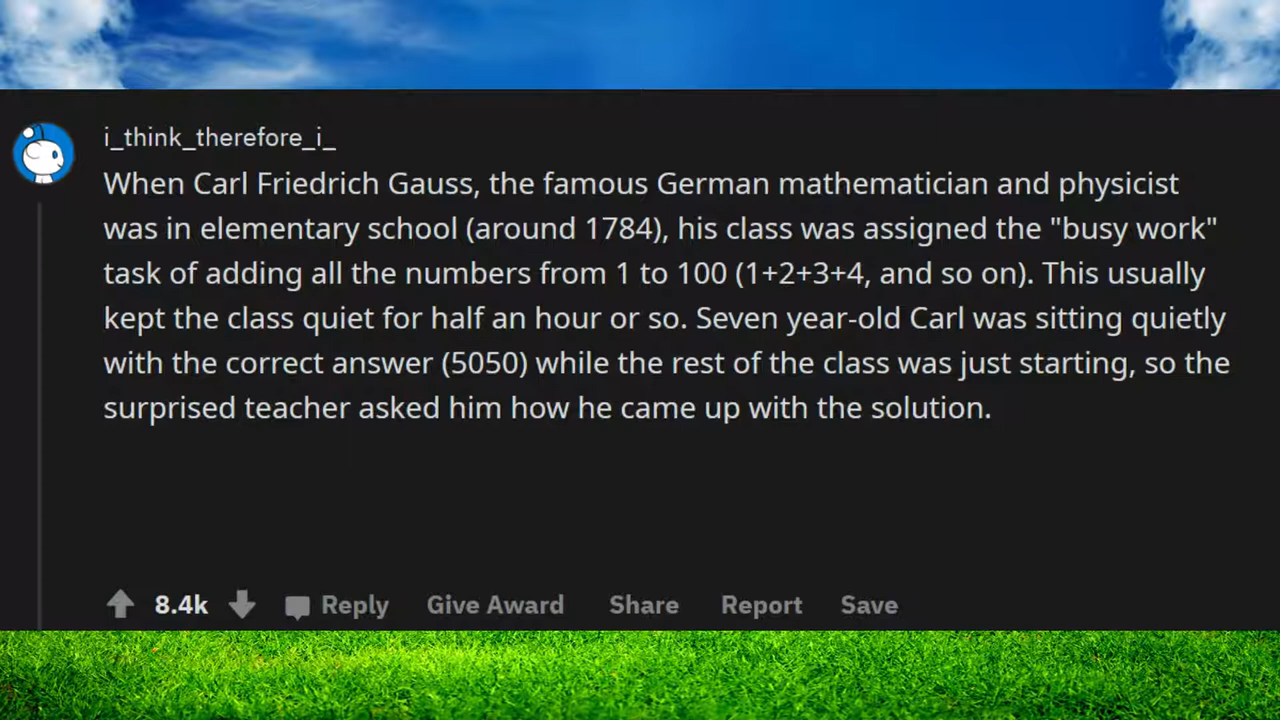 i_think_therefore_i_
When Carl Friedrich Gauss, the famous German mathematician and physicist
was in elementary school (around 1784), his class was assigned the "busy work"
task of adding all the numbers from 1 to 100 (1+2+3+4, and so on). This usually
kept the class quiet for half an hour or so. Seven year-old Carl was sitting quietly
with the correct answer (5050) while the rest of the class was just starting, so the
surprised teacher asked him how he came up with the solution.
8.4k Reply Give Award Share Report Save